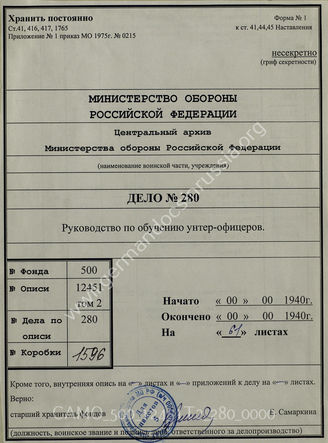 Хранить постоянно
Ст.41, 416, 417, 1765
Приложение № 1 приказ МО 1975г. № 0215
Форма № 1
к ст. 41,44,45 Наставления
несекретно
(гриф секретности)
МИНИСТЕРСТВО ОБОРОНЫ
РОССИЙСКОЙ ФЕДЕРАЦИИ
Центральный архив
Министерства обороны Российской Федерации
(наименование воинской части, учреждения)
ДЕЛО № 280
Руководство по обучению унтер-офицеров.
№ Фонда 500
№ Описи 12451 том 2
№ Дела по описи 280
№ Коробки 1596
Начато « 00 » 00 1940г.
Окончено « 00 » 00 1940г.
На « 61 » листах
Кроме того, внутренняя опись на «—» листах и «—» приложений к делу на «—» листах.
Верно:
старший хранитель фондов Е. Самаркина
(должность, воинское звание и подпись лица, ответственного за делопроизводство)
www.germandocsinrussia.org